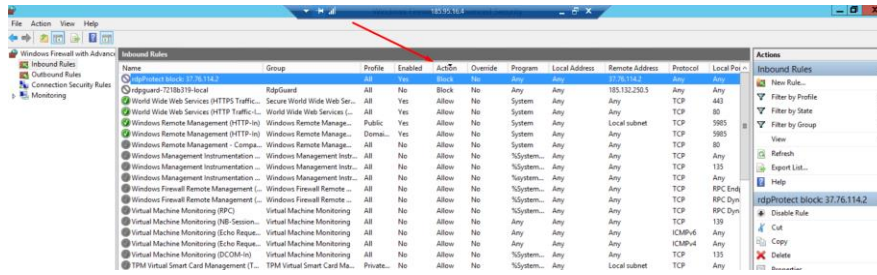 185.95.16.4
File Action View Help
Windows Firewall with Advance
Inbound Rules
Outbound Rules
Connection Security Rules
Monitoring
Inbound Rules
Name Group Profile Enabled Action Override Program Local Address Remote Address Protocol Local Por
rdpProtect block: 37.76.114.2 All Yes Block No Any Any 37.76.114.2 Any Any
rdpguard-7218b319-local RdpGuard All No Block No Any Any 185.132.250.5 Any Any
World Wide Web Services (HTTPS Traffic... Secure World Wide Web Ser... All Yes Allow No System Any Any TCP 443
World Wide Web Services (HTTP Traffic-I... World Wide Web Services (... All Yes Allow No System Any Any TCP 80
Windows Remote Management (HTTP-In) Windows Remote Manage... Public Yes Allow No System Any Local subnet TCP 5985
Windows Remote Management (HTTP-In) Windows Remote Manage... Domai... Yes Allow No System Any Any TCP 5985
Windows Remote Management - Compa... Windows Remote Manage... All No Allow No System Any Any TCP 80
Windows Management Instrumentation ... Windows Management Instr... All No Allow No %System... Any Any TCP Any
Windows Management Instrumentation ... Windows Management Instr... All No Allow No %System... Any Any TCP 135
Windows Management Instrumentation ... Windows Management Instr... All No Allow No %System... Any Any TCP Any
Windows Firewall Remote Management (... Windows Firewall Remote ... All No Allow No %System... Any Any TCP RPC Endp
Windows Firewall Remote Management (... Windows Firewall Remote ... All No Allow No %System... Any Any TCP RPC Dyn
Virtual Machine Monitoring (RPC) Virtual Machine Monitoring All No Allow No %System... Any Any TCP RPC Dyn
Virtual Machine Monitoring (NB-Session... Virtual Machine Monitoring All No Allow No Any Any Any TCP 139
Virtual Machine Monitoring (Echo Reque... Virtual Machine Monitoring All No Allow No Any Any Any ICMPv6 Any
Virtual Machine Monitoring (Echo Reque... Virtual Machine Monitoring All No Allow No Any Any Any ICMPv4 Any
Virtual Machine Monitoring (DCOM-In) Virtual Machine Monitoring All No Allow No %System... Any Any TCP 135
TPM Virtual Smart Card Management (T... TPM Virtual Smart Card Ma... Private... No Allow No %System... Any Local subnet TCP Any
Actions
Inbound Rules
New Rule...
Filter by Profile
Filter by State
Filter by Group
View
Refresh
Export List...
Help
rdpProtect block: 37.76.114.2
Disable Rule
Cut
Copy
Delete
Properties